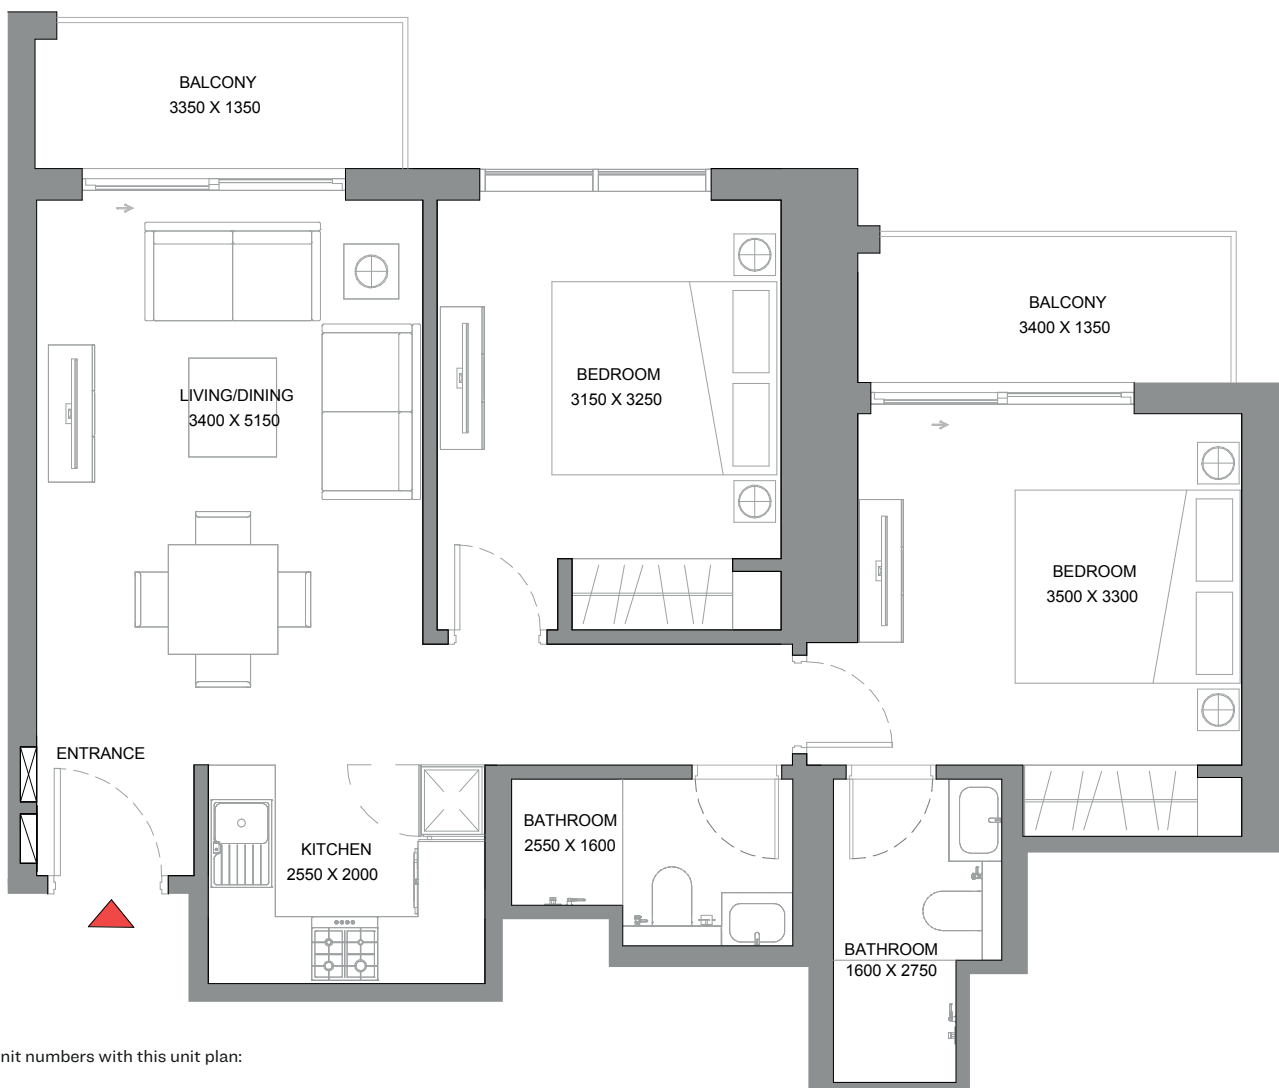 BALCONY
3350 X 1350
BALCONY
3400 X 1350
BEDROOM
3150 X 3250
LIVING/DINING
3400 X 5150
BEDROOM
3500 X 3300
ENTRANCE
BATHROOM
2550 X 1600
KITCHEN
2550 X 2000
BATHROOM
1600 X 2750
nit numbers with this unit plan: